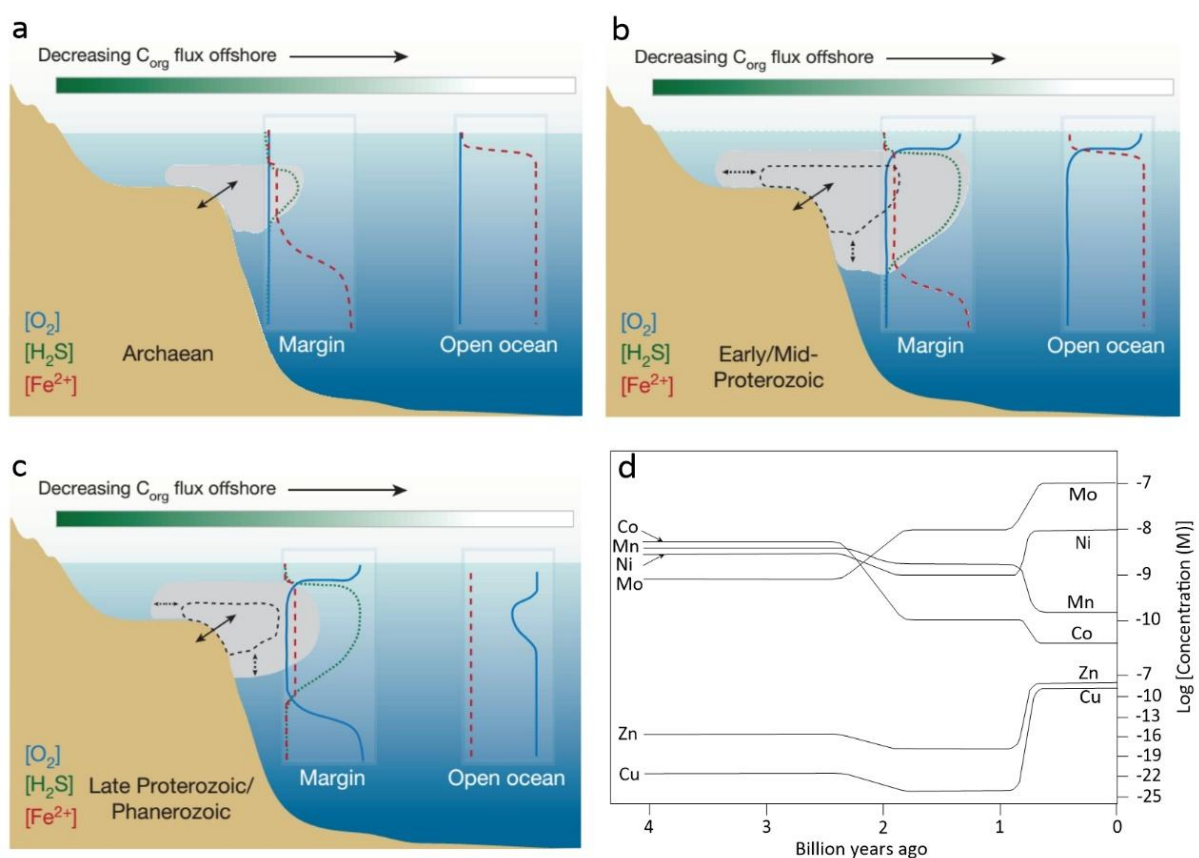 a
Decreasing Corg flux offshore
[O2]
[H2S]
[Fe2+]
Archaean
Margin
Open ocean
b
Decreasing Corg flux offshore
[O2]
[H2S]
[Fe2+]
Early/Mid-
Proterozoic
Margin
Open ocean
c
Decreasing Corg flux offshore
[O2]
[H2S]
[Fe2+]
Late Proterozoic/
Phanerozoic
Margin
Open ocean
d
Co
Mn
Ni
Mo
Zn
Cu
Mo
Ni
Mn
Co
Zn
Cu
-7
-8
-9
-10
-7
-10
-13
-16
-19
-22
-25
Log [Concentration (M)]
4 3 2 1 0
Billion years ago